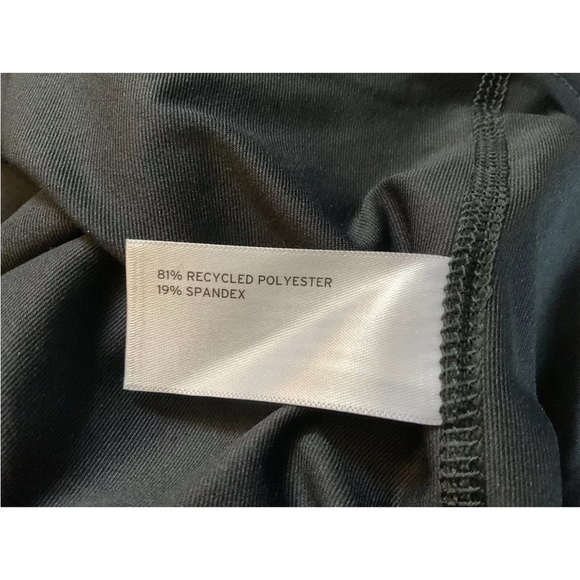 81% RECYCLED POLYESTER
19% SPANDEX